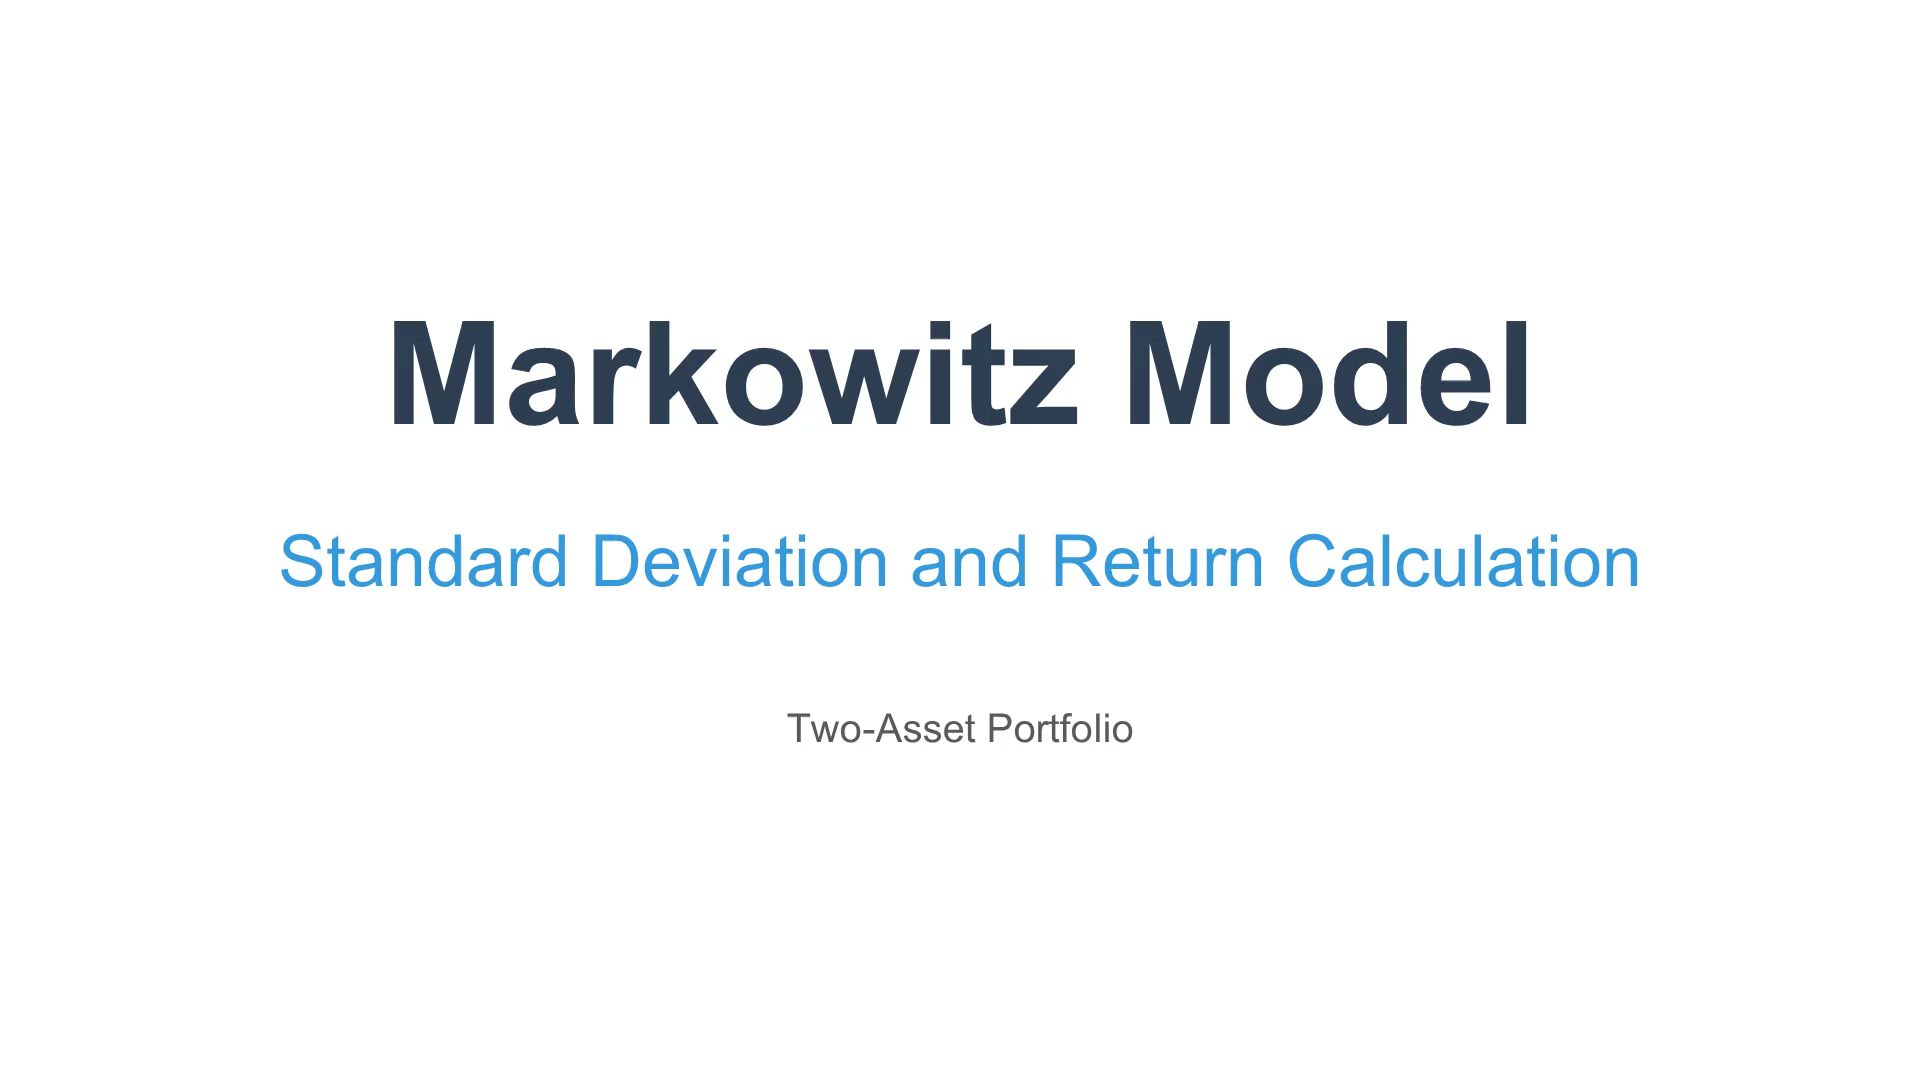 Markowitz Model
Standard Deviation and Return Calculation
Two-Asset Portfolio